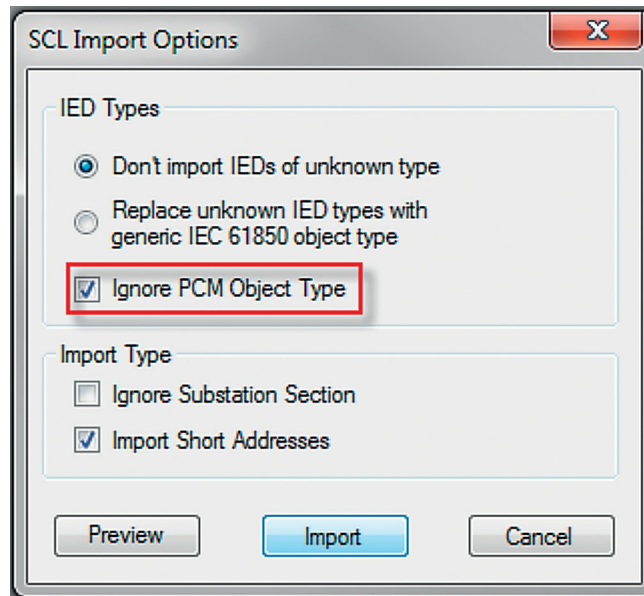 SCL Import Options
IED Types
Don't import IEDs of unknown type
Replace unknown IED types with
generic IEC 61850 object type
Ignore PCM Object Type
Import Type
Ignore Substation Section
Import Short Addresses
Preview Import Cancel